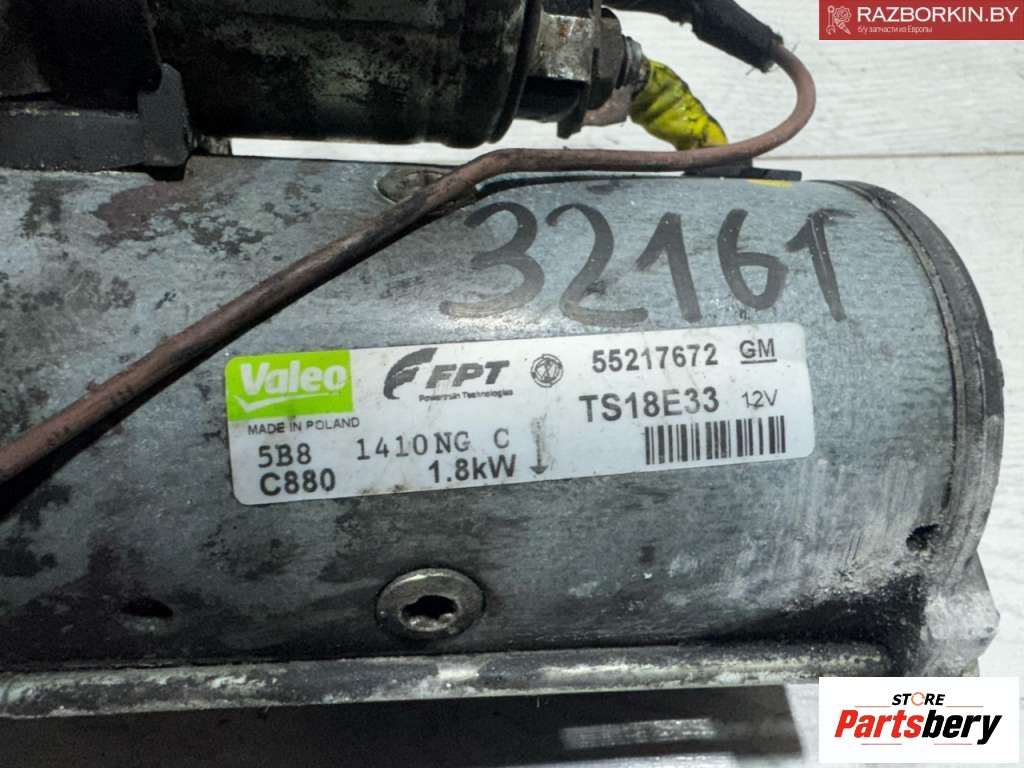 RAZBORKIN.BY
б/у запчасти из Европы
32161
Valeo
FPT
Powertrain Technologies
55217672 GM
MADE IN POLAND
TS18E33 12V
5B8 1410NG C
C880 1.8kW
STORE
Partsbery